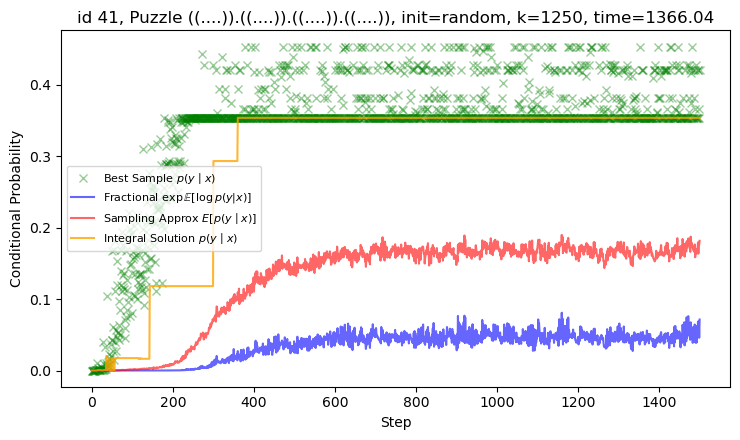 id 41, Puzzle ((....)).((....)).((....)).((....)), init=random, k=1250, time=1366.04
Conditional Probability
0.4
0.3
0.2
0.1
0.0
Best Sample p(y | x)
Fractional exp𝔼[log p(y|x)]
Sampling Approx E[p(y | x)]
Integral Solution p(y | x)
0 200 400 600 800 1000 1200 1400
Step